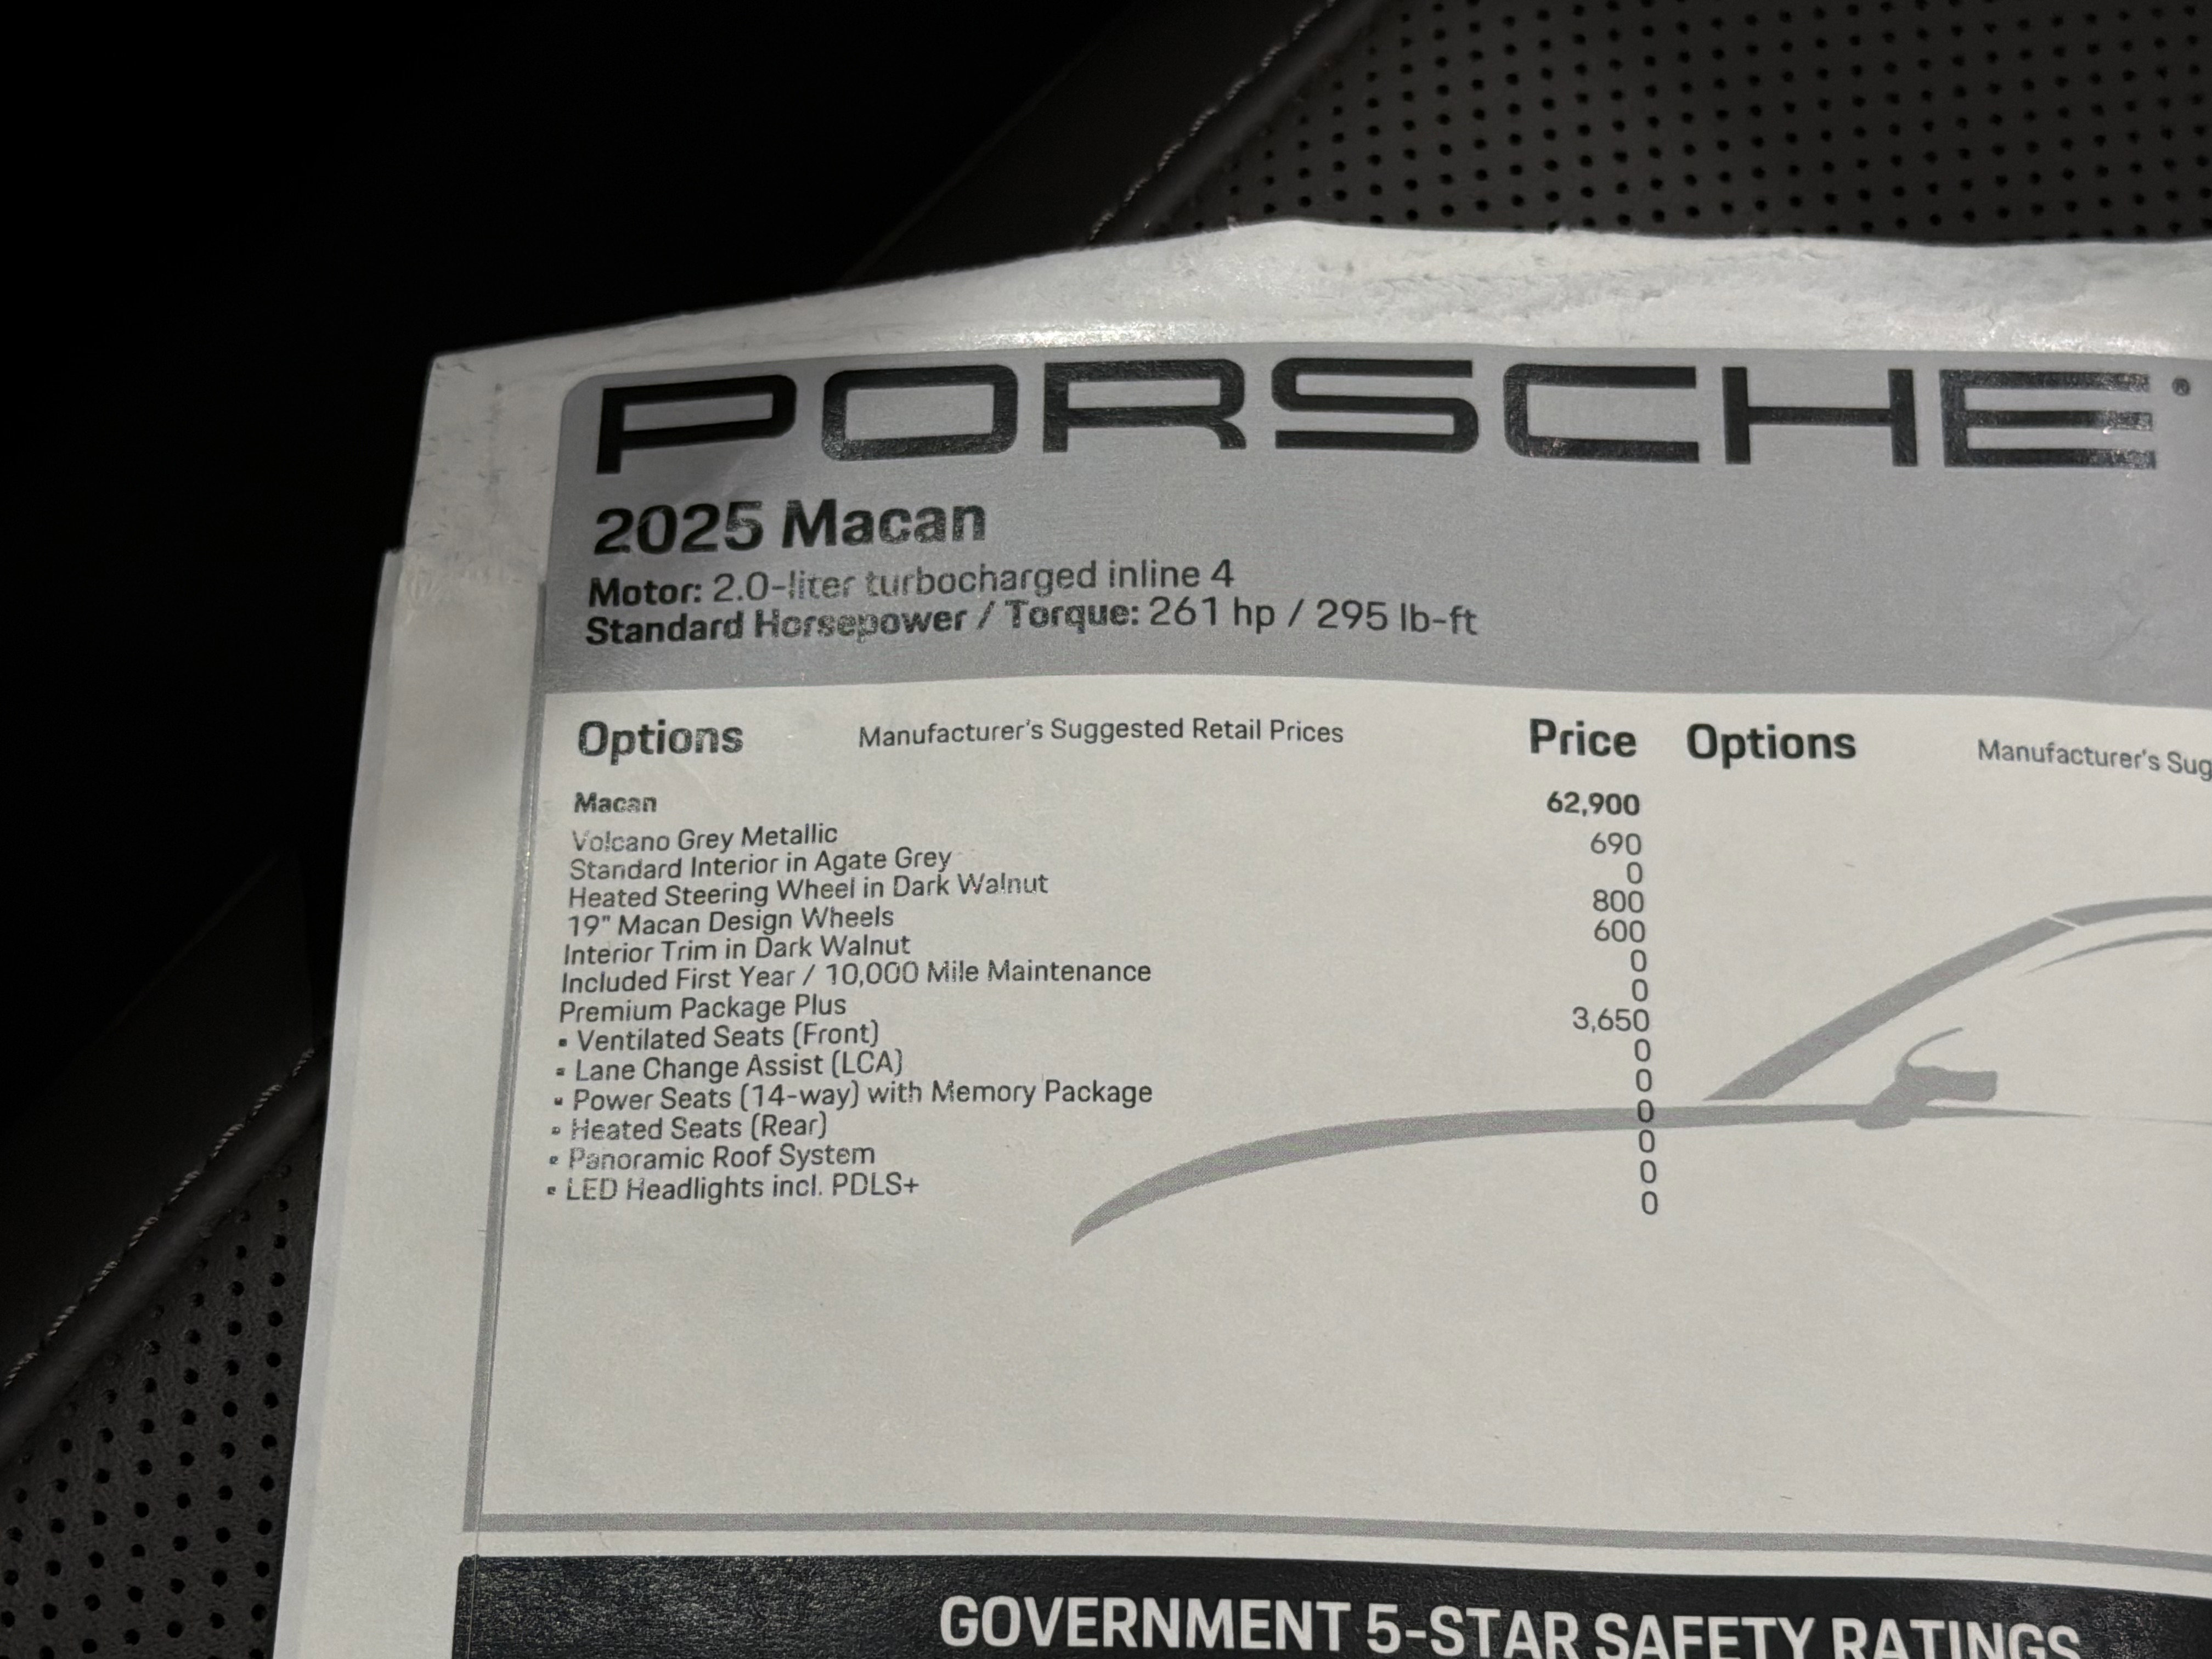 PORSCHE®
2025 Macan
Motor: 2.0-liter turbocharged inline 4
Standard Horsepower / Torque: 261 hp / 295 lb-ft
Options Manufacturer's Suggested Retail Prices Price Options Manufacturer's Sug
Macan 62,900
Volcano Grey Metallic 690
Standard Interior in Agate Grey 0
Heated Steering Wheel in Dark Walnut 800
19" Macan Design Wheels 600
Interior Trim in Dark Walnut 0
Included First Year / 10,000 Mile Maintenance 0
Premium Package Plus 3,650
▪ Ventilated Seats (Front) 0
▪ Lane Change Assist (LCA) 0
▪ Power Seats (14-way) with Memory Package 0
▪ Heated Seats (Rear) 0
▪ Panoramic Roof System 0
▪ LED Headlights incl. PDLS+ 0
GOVERNMENT 5-STAR SAFETY RATINGS